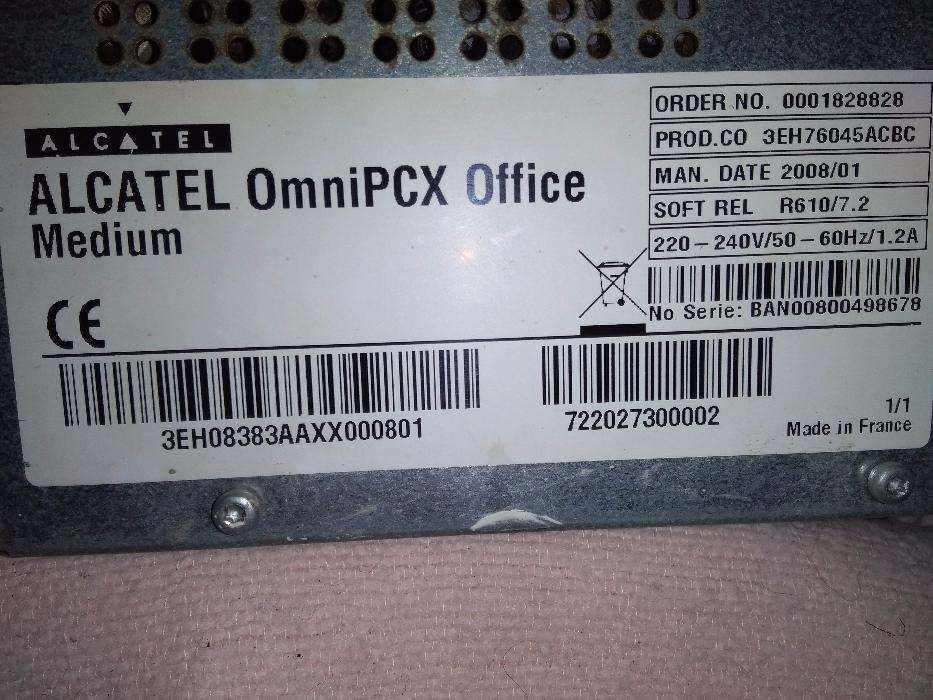 ALCATEL
ALCATEL OmniPCX Office
Medium
ORDER NO. 0001828828
PROD.CO 3EH76045ACBC
MAN. DATE 2008/01
SOFT REL R610/7.2
220-240V/50-60Hz/1.2A
No Serie: BAN00800498678
CE
3EH08383AAXX000801
722027300002
1/1
Made in France